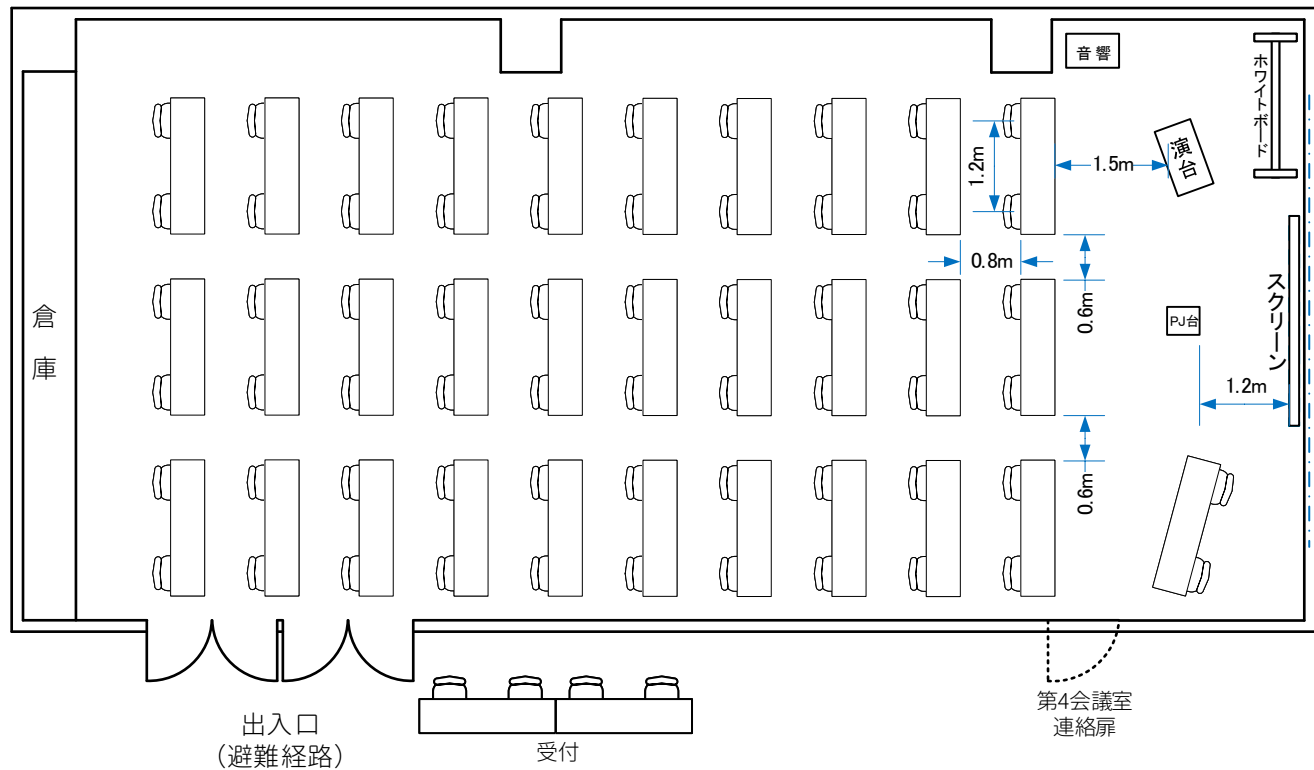 音響
ホワイトボード
演台
1.2m
1.5m
0.8m
0.6m
倉庫
PJ台
スクリーン
1.2m
0.6m
出入口
（避難経路）
受付
第4会議室
連絡扉